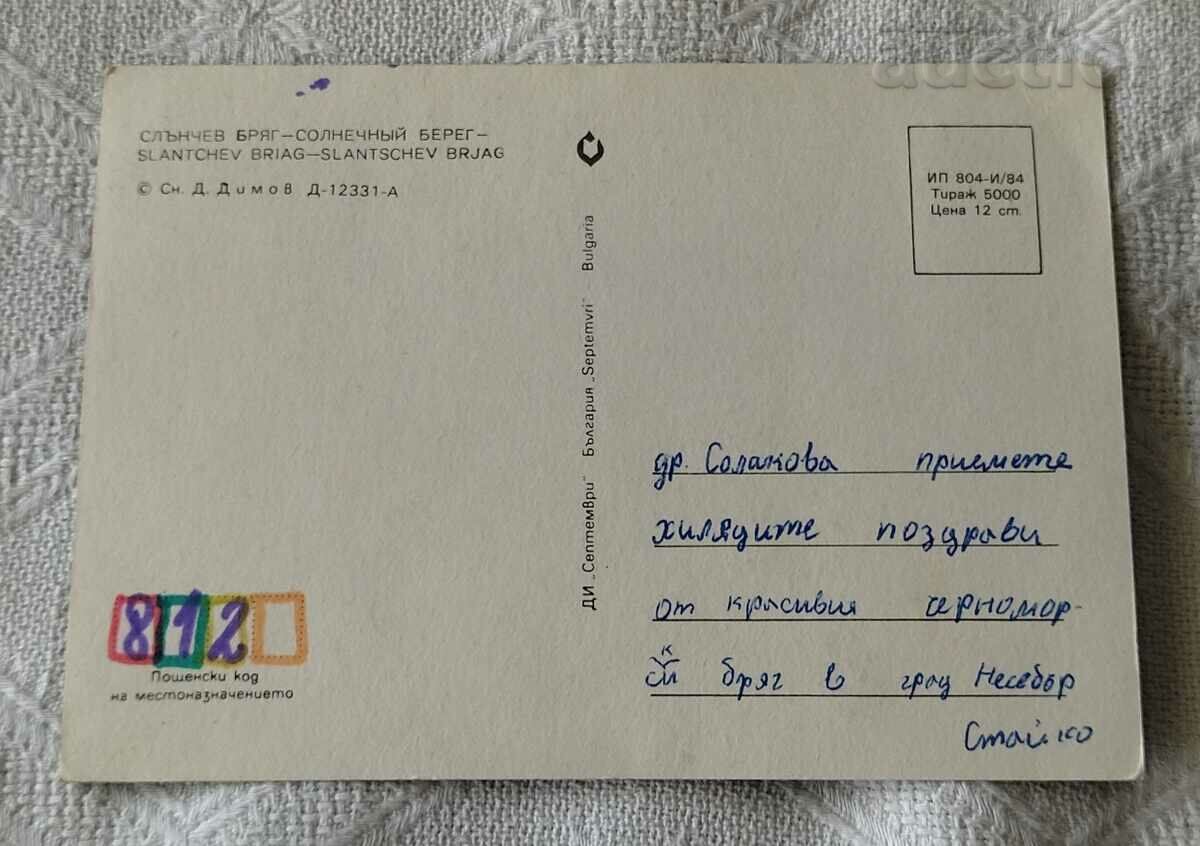 СЛЪНЧЕВ БРЯГ—СОЛНЕЧНЫЙ БЕРЕГ—
SLANTCHEV BRIAG—SLANTSCHEV BRJAG
© Сн. Д. Димов Д-12331-А
ИП 804-И/84
Тираж 5000
Цена 12 ст.
ДИ „Септември" България „Septemvri" Bulgaria
др. Солакова приемете
хилядите поздрави
от красивия черномор-
ски бряг в град Несебър
Стайко
812
Пошенски код
на местоназначението